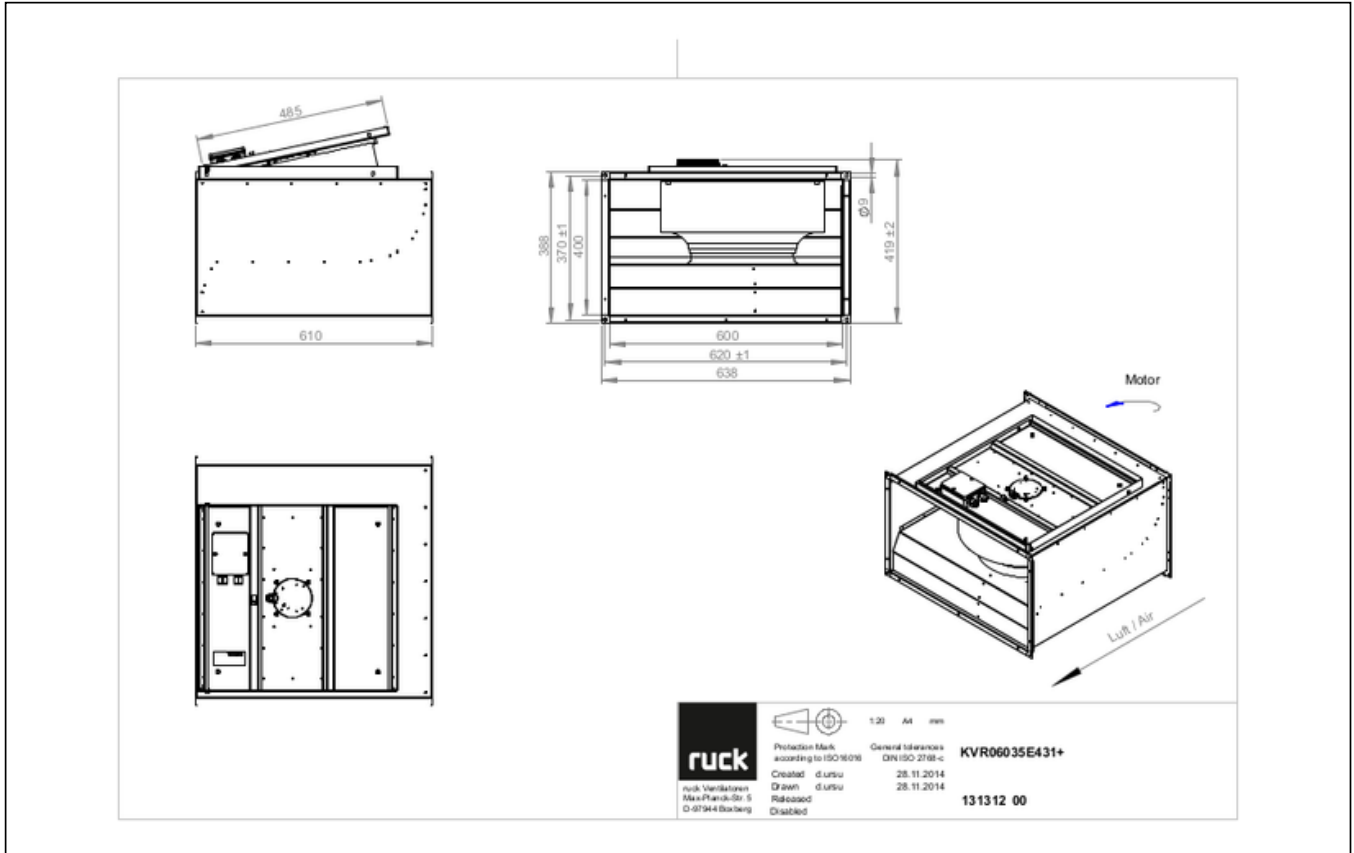 485
610
388
370 ±1
400
Ø9
419 ±2
600
620 ±1
638
Motor
Luft / Air
ruck
ruck Ventilatoren
Max-Planck-Str. 5
D-97944 Boxberg
1:20 A4 mm
Protection Mark
according to ISO16016
General tolerances
DIN ISO 2768-c
Created d.ursu 28.11.2014
Drawn d.ursu 28.11.2014
Released
Disabled
KVR06035E431+
131312 00